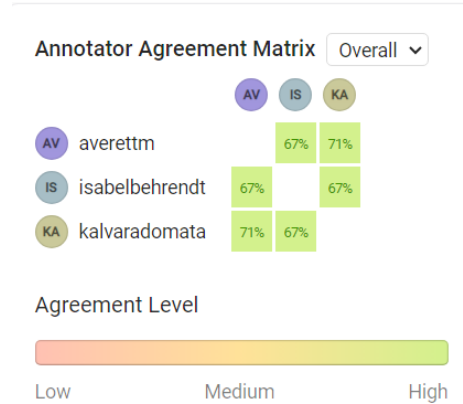 Annotator Agreement Matrix Overall
AV IS KA
AV averettm 67% 71%
IS isabelbehrendt 67% 67%
KA kalvaradomata 71% 67%
Agreement Level
Low Medium High